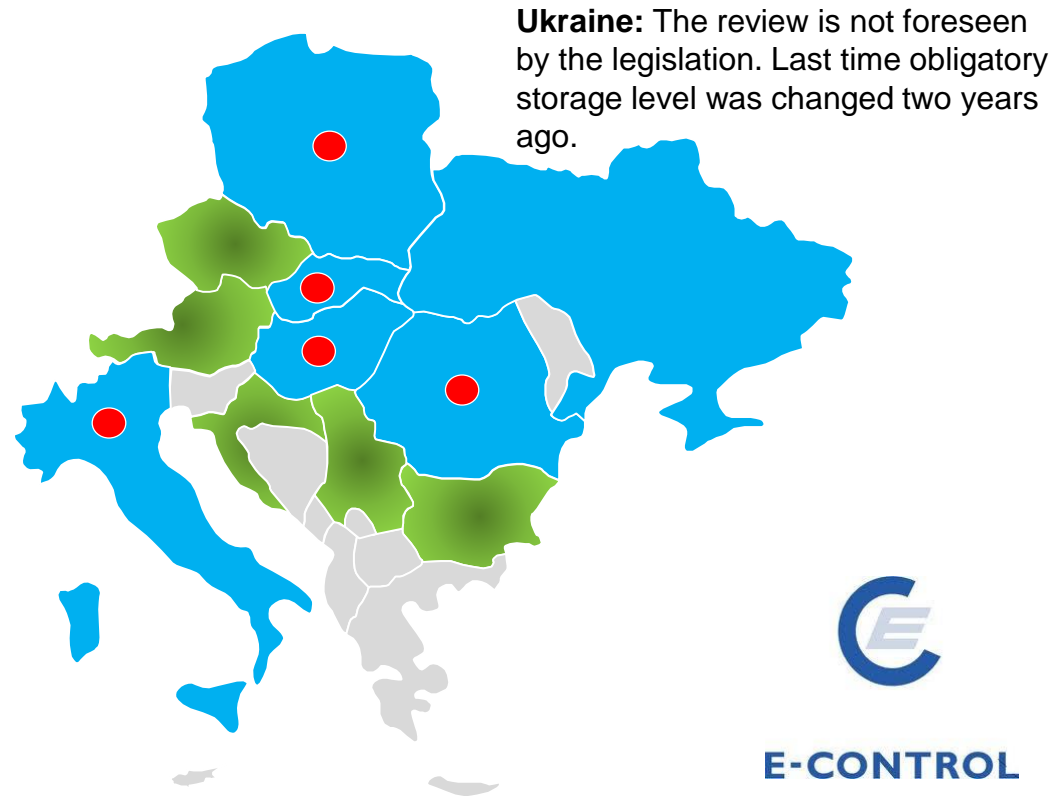 Ukraine: The review is not foreseen
by the legislation. Last time obligatory
storage level was changed two years
ago.
CE
E-CONTROL